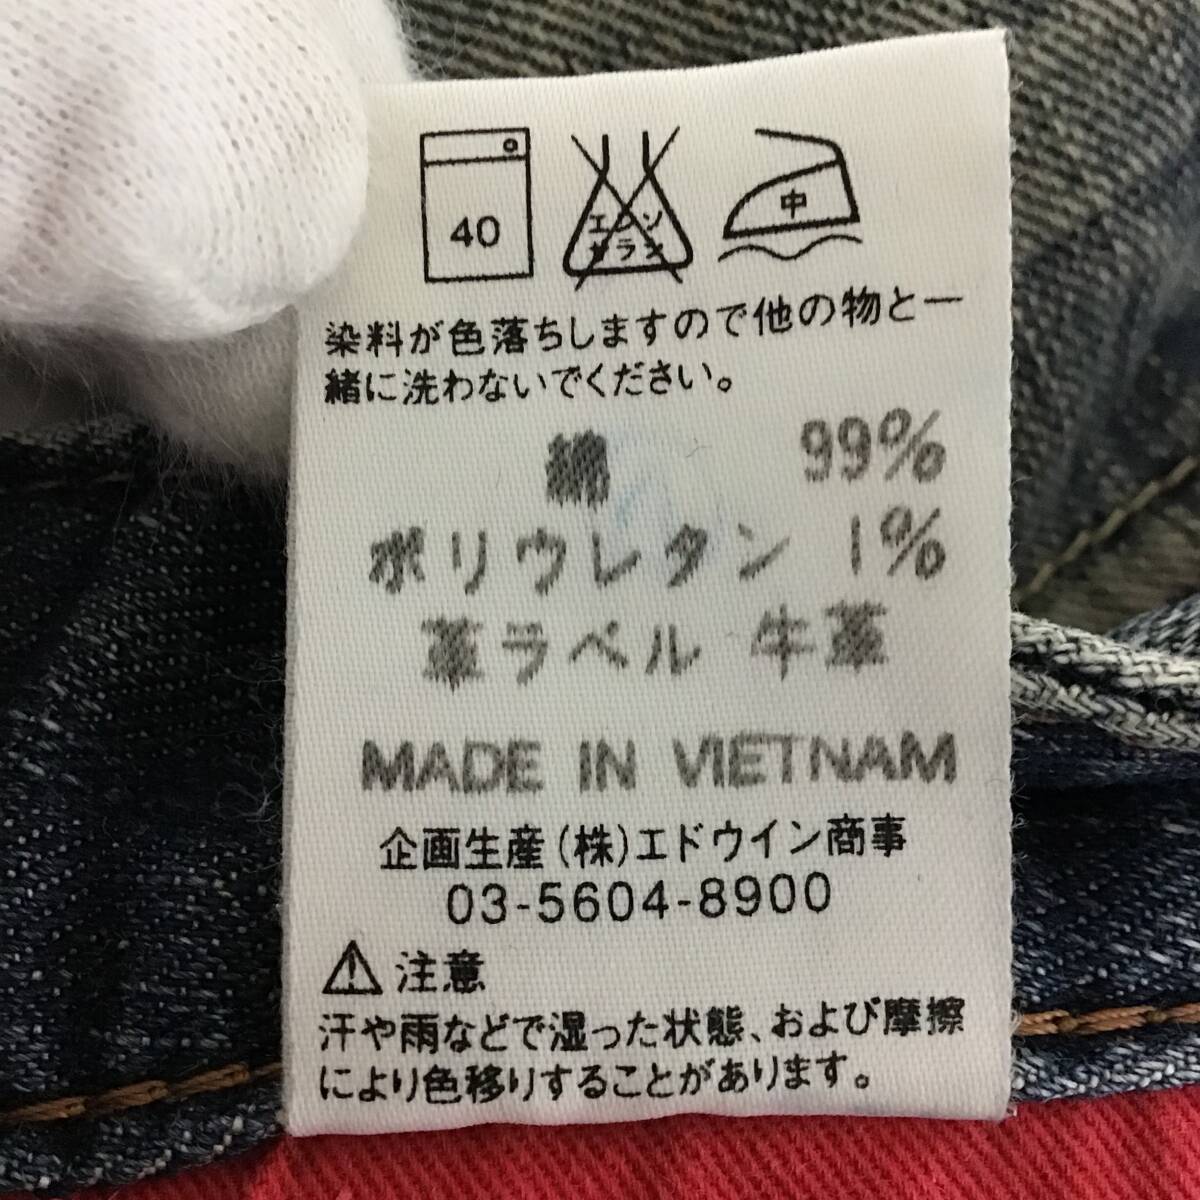 40
エンソ
サラシ
中
染料が色落ちしますので他の物と一
緒に洗わないでください。
綿 99%
ポリウレタン 1%
革ラベル 牛革
MADE IN VIETNAM
企画生産(株)エドウイン商事
03-5604-8900
注意
汗や雨などで湿った状態、および摩擦
により色移りすることがあります。